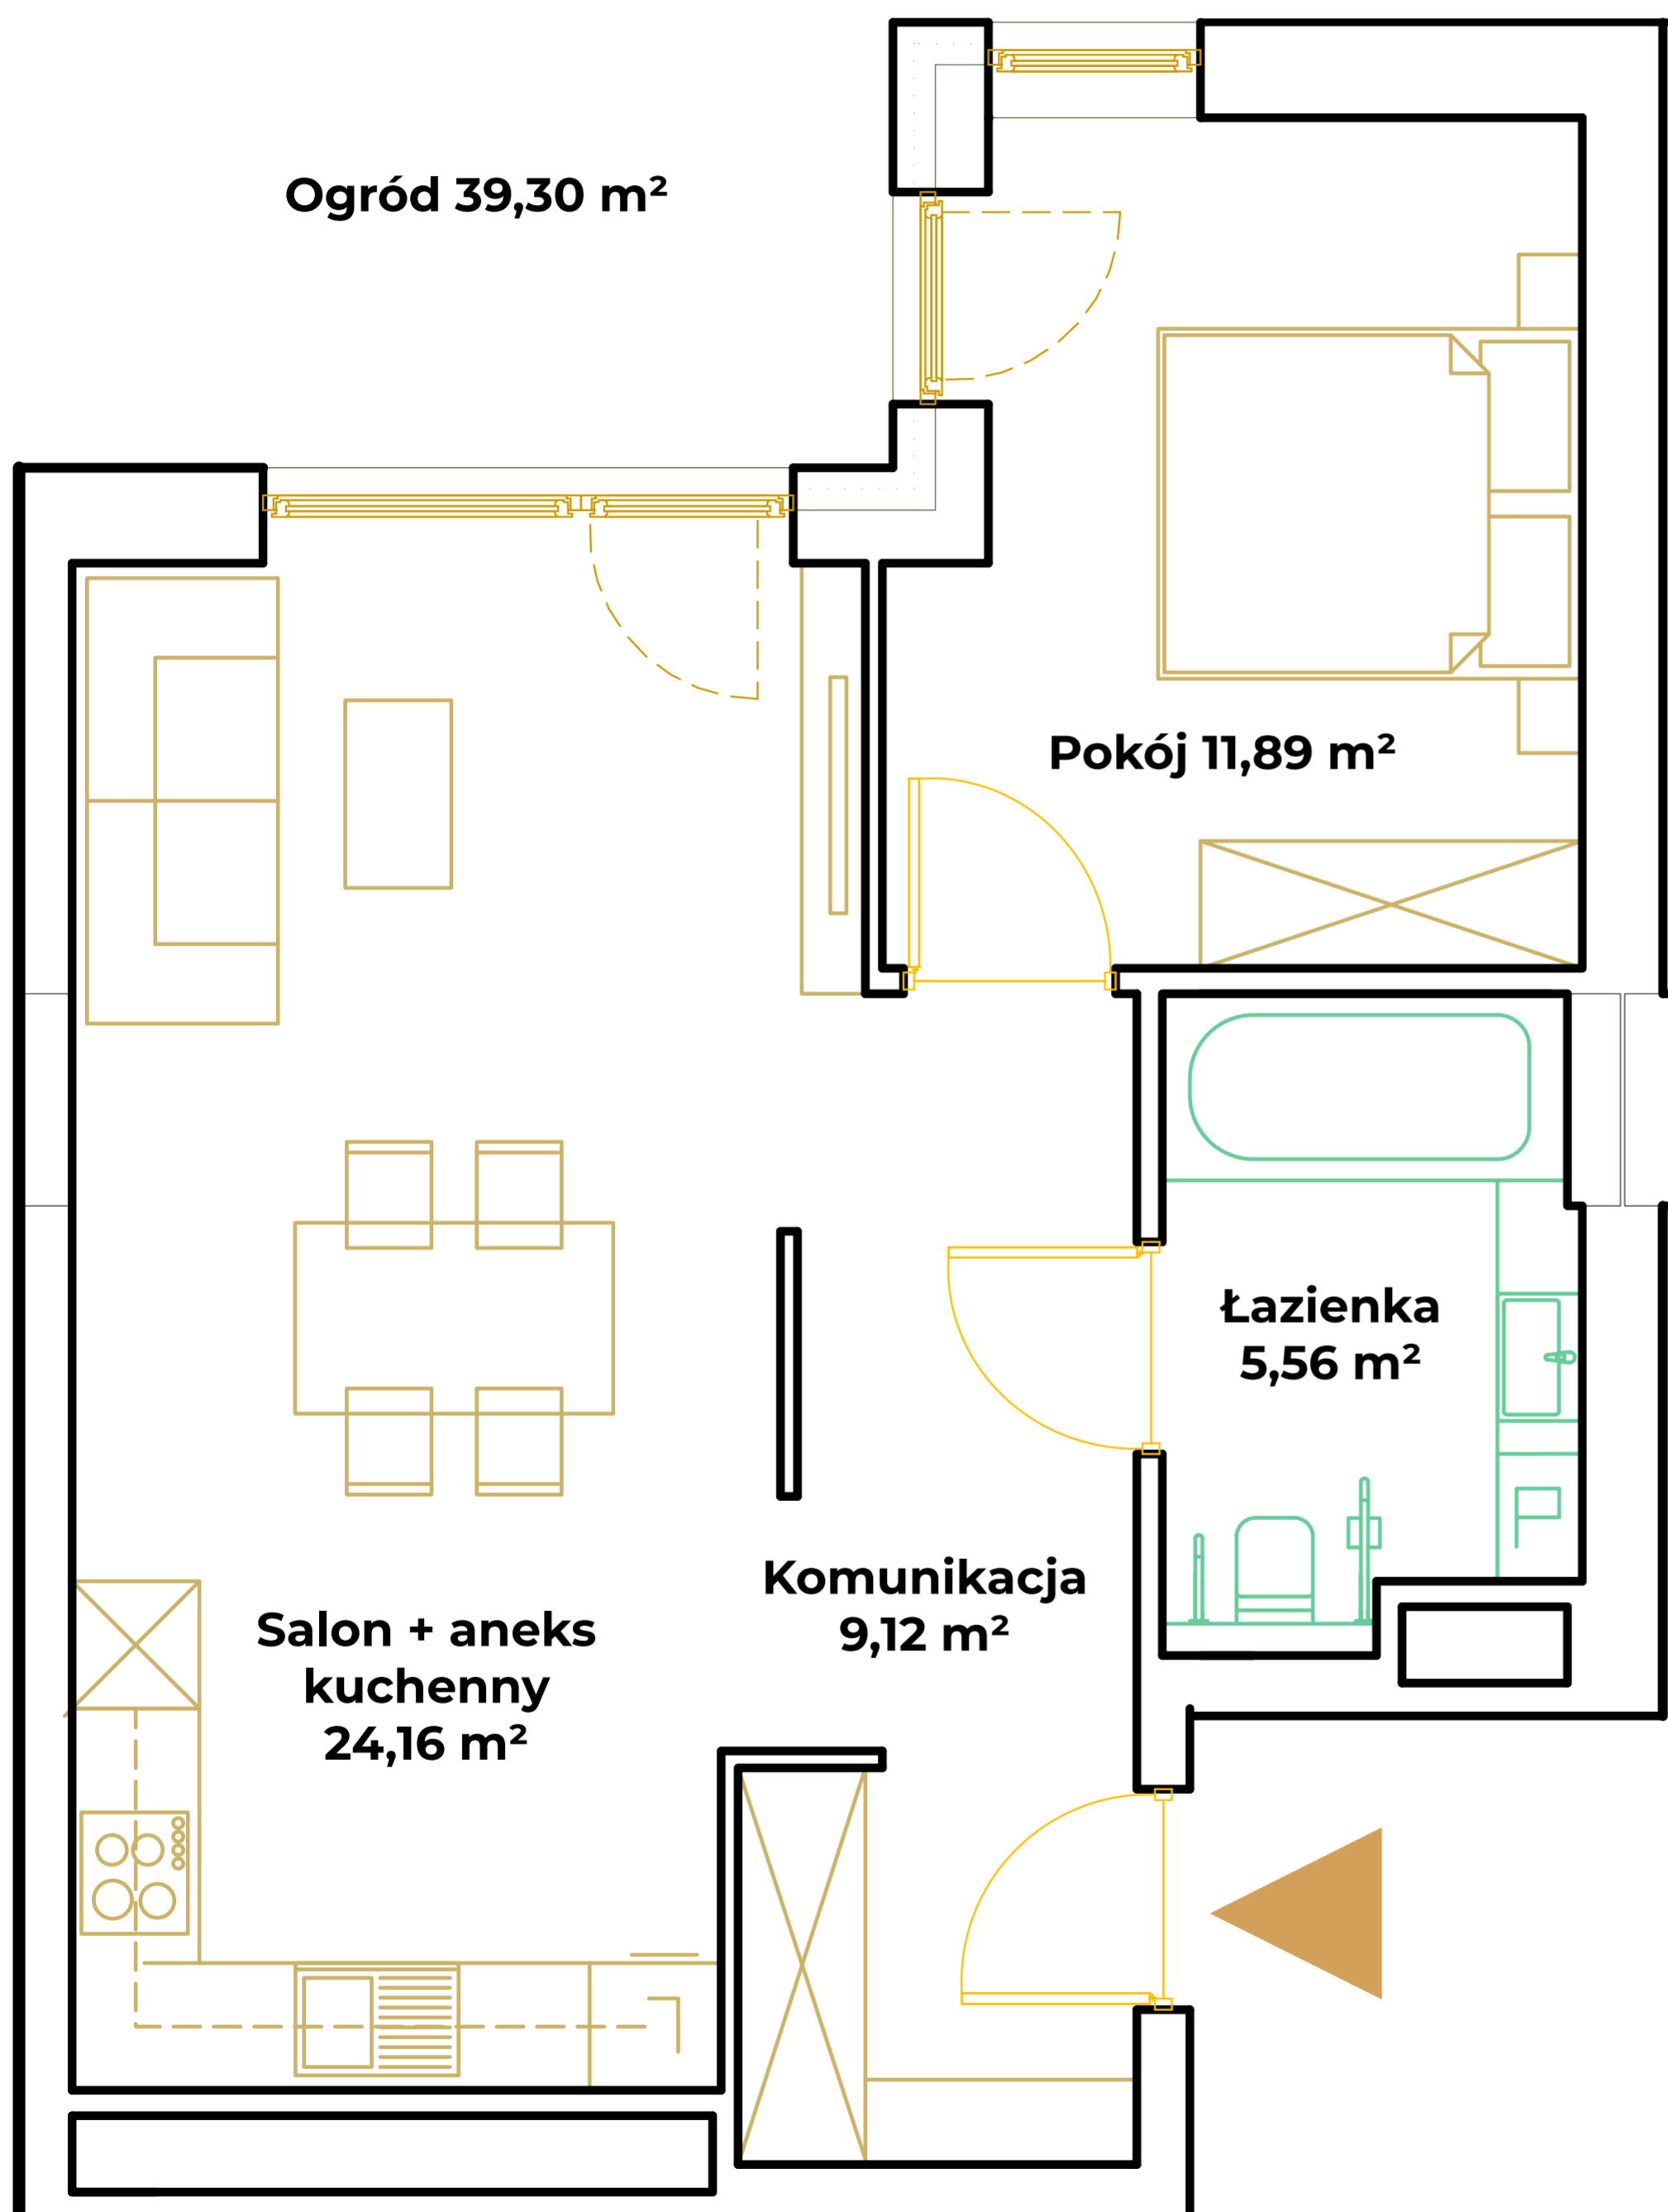 Ogród 39,30 m²
Pokój 11,89 m²
Łazienka
5,56 m²
Komunikacja
9,12 m²
Salon + aneks
kuchenny
24,16 m²